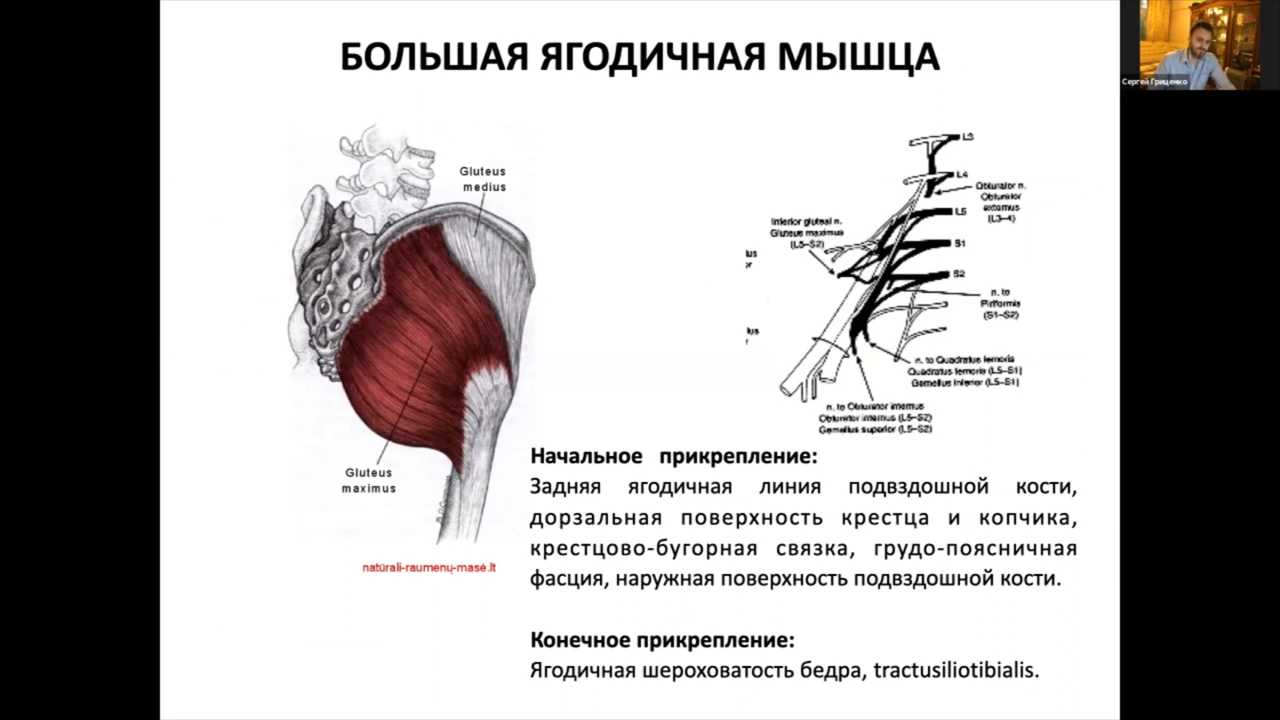 БОЛЬШАЯ ЯГОДИЧНАЯ МЫШЦА
Сергей Гриценко
Gluteus
medius
Gluteus
maximus
naturali-raumenų-masė.lt
L3
L4
Obturator n.
Obturator
externus
(L3–4)
L5
Inferior gluteal n.
Gluteus maximus
(L5–S2)
S1
S2
n. to
Piriformis
(S1–S2)
n. to Quadratus femoris
Quadratus femoris (L5–S1)
Gemellus inferior (L5–S1)
n. to Obturator internus
Obturator internus (L5–S2)
Gemellus superior (L5–S2)
Начальное прикрепление:
Задняя ягодичная линия подвздошной кости,
дорзальная поверхность крестца и копчика,
крестцово-бугорная связка, грудо-поясничная
фасция, наружная поверхность подвздошной кости.
Конечное прикрепление:
Ягодичная шероховатость бедра, tractusiliotibialis.